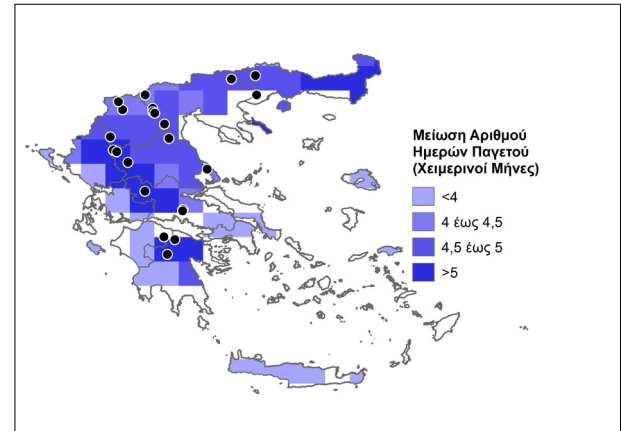 Μείωση Αριθμού
Ημερών Παγετού
(Χειμερινοί Μήνες)
<4
4 έως 4,5
4,5 έως 5
>5